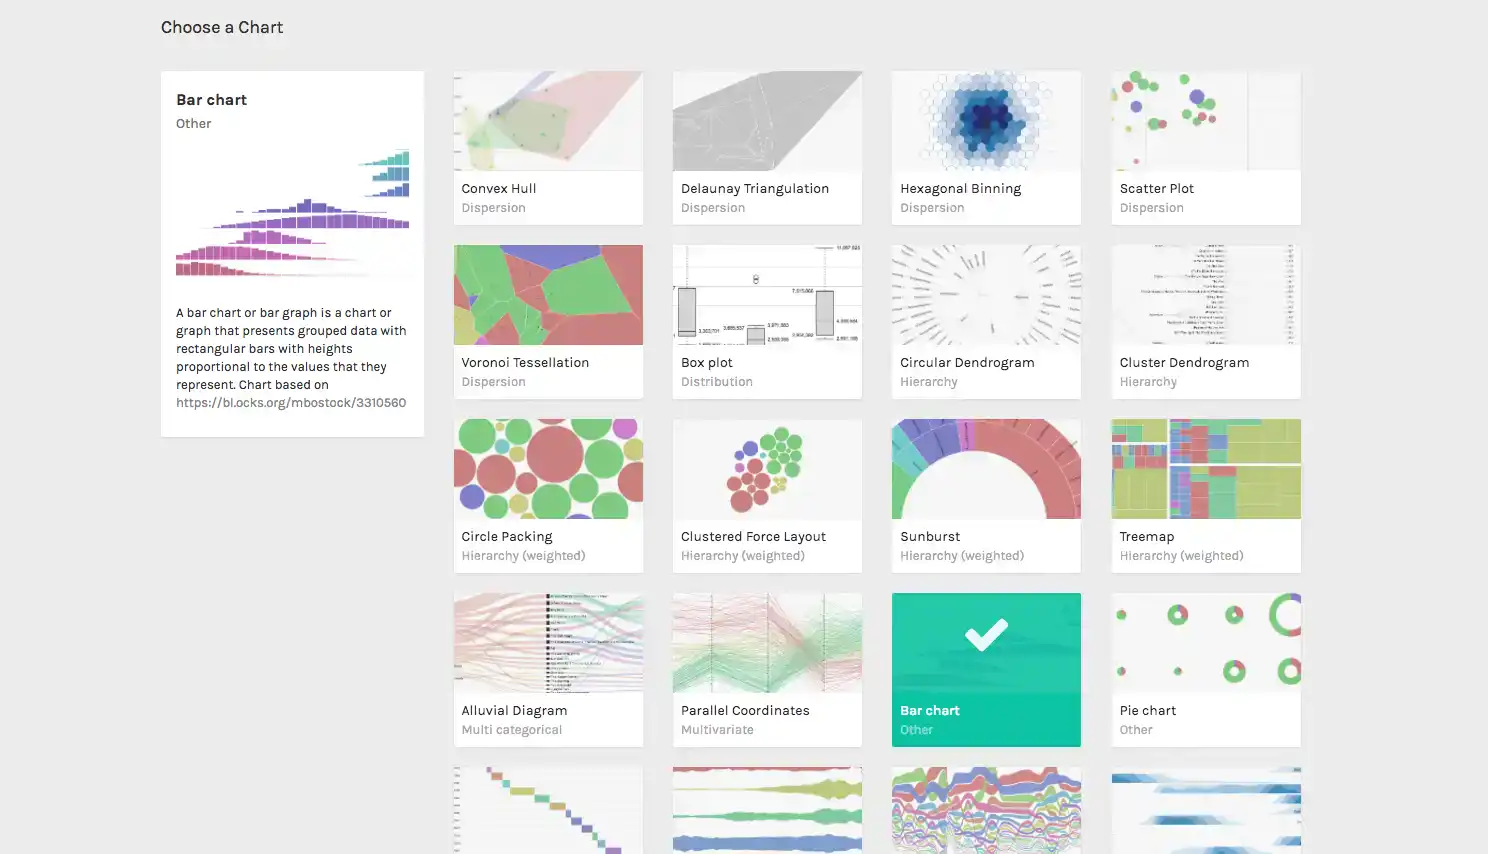 Choose a Chart
Bar chart
Other
A bar chart or bar graph is a chart or
graph that presents grouped data with
rectangular bars with heights
proportional to the values that they
represent. Chart based on
https://bl.ocks.org/mbostock/3310560
Convex Hull
Dispersion
Delaunay Triangulation
Dispersion
Hexagonal Binning
Dispersion
Scatter Plot
Dispersion
Voronoi Tessellation
Dispersion
Box plot
Distribution
Circular Dendrogram
Hierarchy
Cluster Dendrogram
Hierarchy
Circle Packing
Hierarchy (weighted)
Clustered Force Layout
Hierarchy (weighted)
Sunburst
Hierarchy (weighted)
Treemap
Hierarchy (weighted)
Alluvial Diagram
Multi categorical
Parallel Coordinates
Multivariate
Bar chart
Other
Pie chart
Other